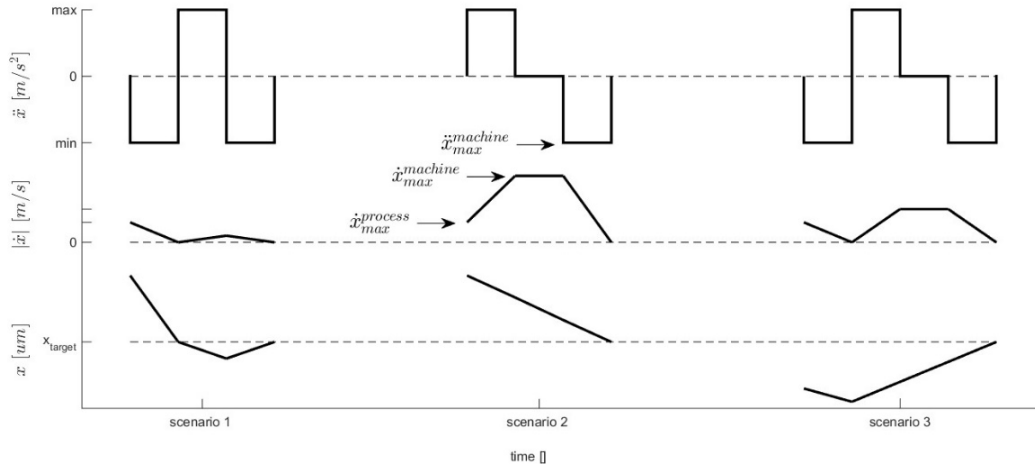 max
ẍ [m/s²]
0
min
ẍ_max^machine
ẋ_max^machine
|ẋ| [m/s]
ẋ_max^process
0
x [um]
x_target
scenario 1
scenario 2
scenario 3
time []